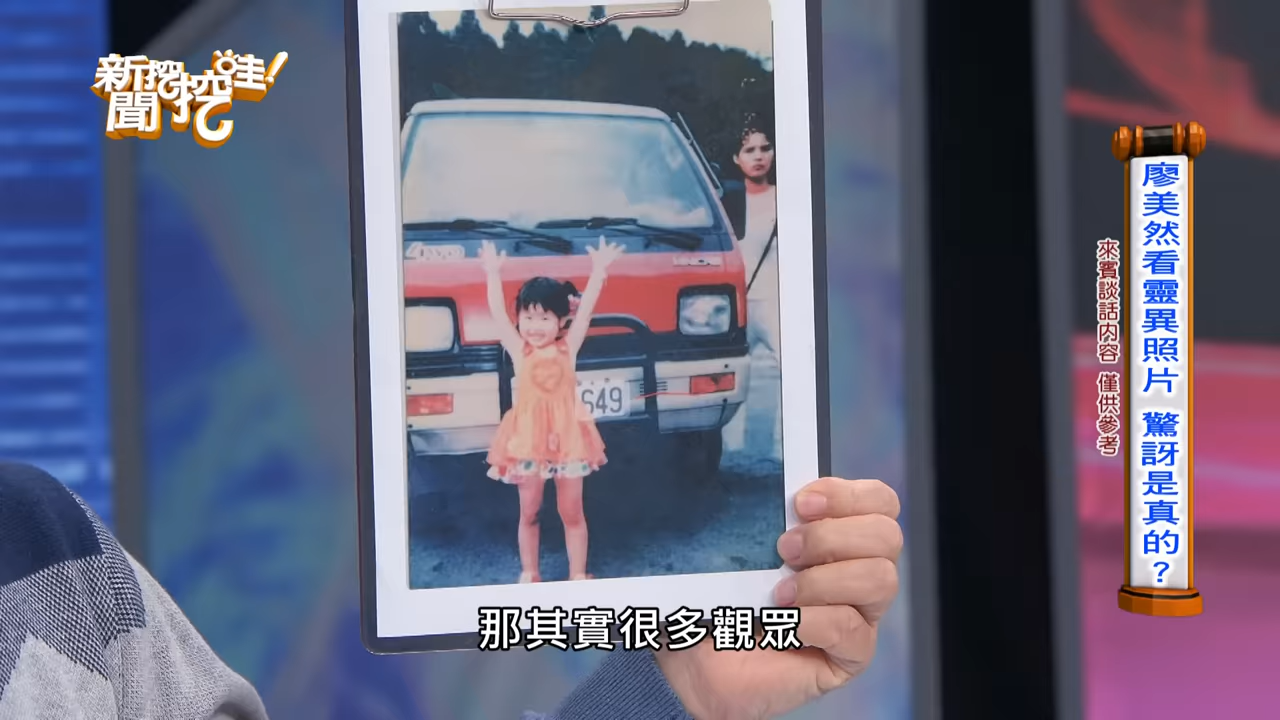 新聞挖挖哇!
廖美然看靈異照片 驚訝是真的?
來賓談話內容 僅供參考
649
那其實很多觀眾